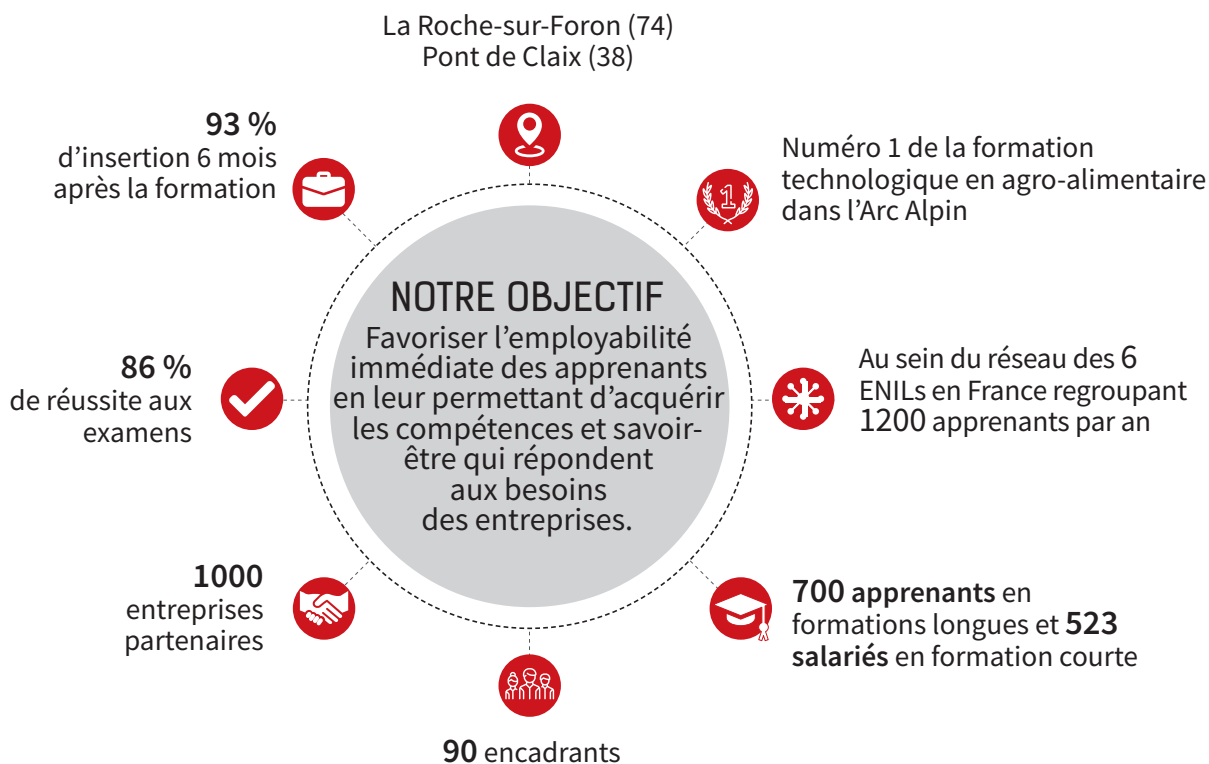 La Roche-sur-Foron (74)
Pont de Claix (38)
93 %
d'insertion 6 mois
après la formation
Numéro 1 de la formation
technologique en agro-alimentaire
dans l'Arc Alpin
1
NOTRE OBJECTIF
Favoriser l'employabilité
immédiate des apprenants
en leur permettant d'acquérir
les compétences et savoir-
être qui répondent
aux besoins
des entreprises.
86 %
de réussite aux
examens
Au sein du réseau des 6
ENILs en France regroupant
1200 apprenants par an
1000
entreprises
partenaires
700 apprenants en
formations longues et 523
salariés en formation courte
90 encadrants